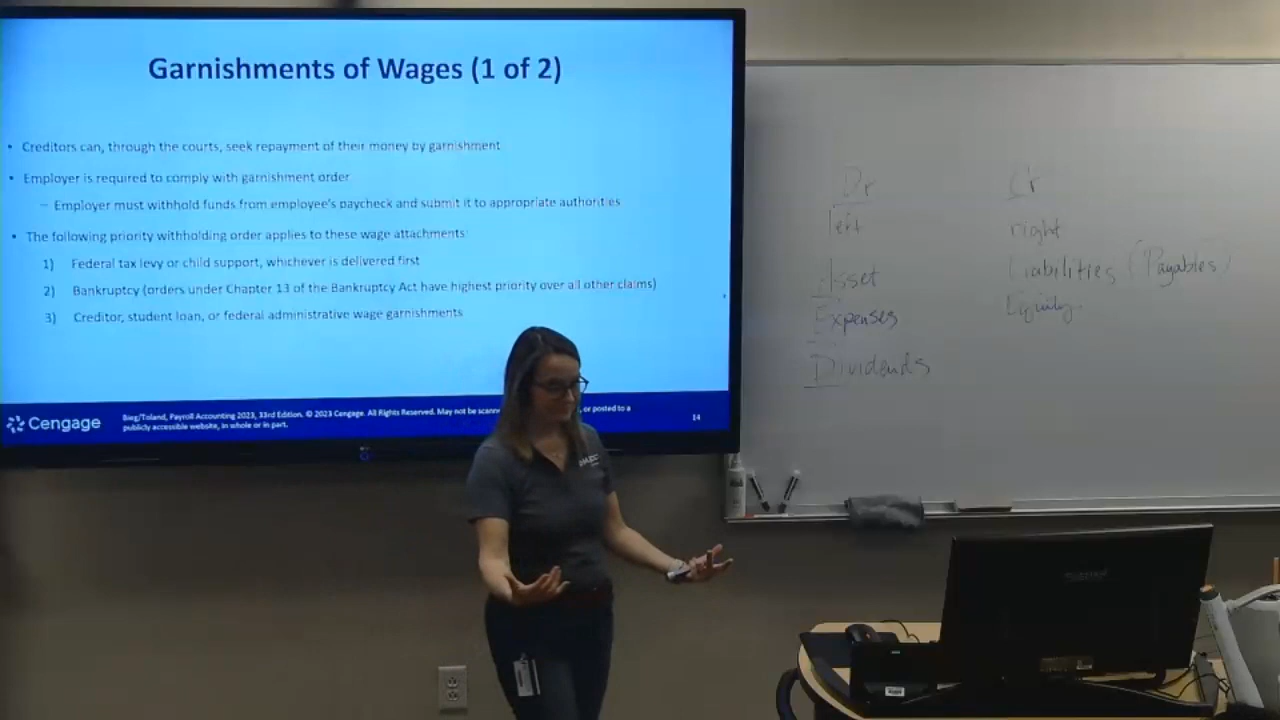 Garnishments of Wages (1 of 2)
• Creditors can, through the courts, seek repayment of their money by garnishment
• Employer is required to comply with garnishment order
– Employer must withhold funds from employee's paycheck and submit it to appropriate authorities
• The following priority withholding order applies to these wage attachments:
1) Federal tax levy or child support, whichever is delivered first
2) Bankruptcy (orders under Chapter 13 of the Bankruptcy Act have highest priority over all other claims)
3) Creditor, student loan, or federal administrative wage garnishments
Cengage
Bieg/Toland, Payroll Accounting 2023, 33rd Edition. © 2023 Cengage. All Rights Reserved. May not be scanne , or posted to a
publicly accessible website, in whole or in part.
14
Dr Cr
left right
Asset Liabilities (Payables)
Expenses Equity
Dividends